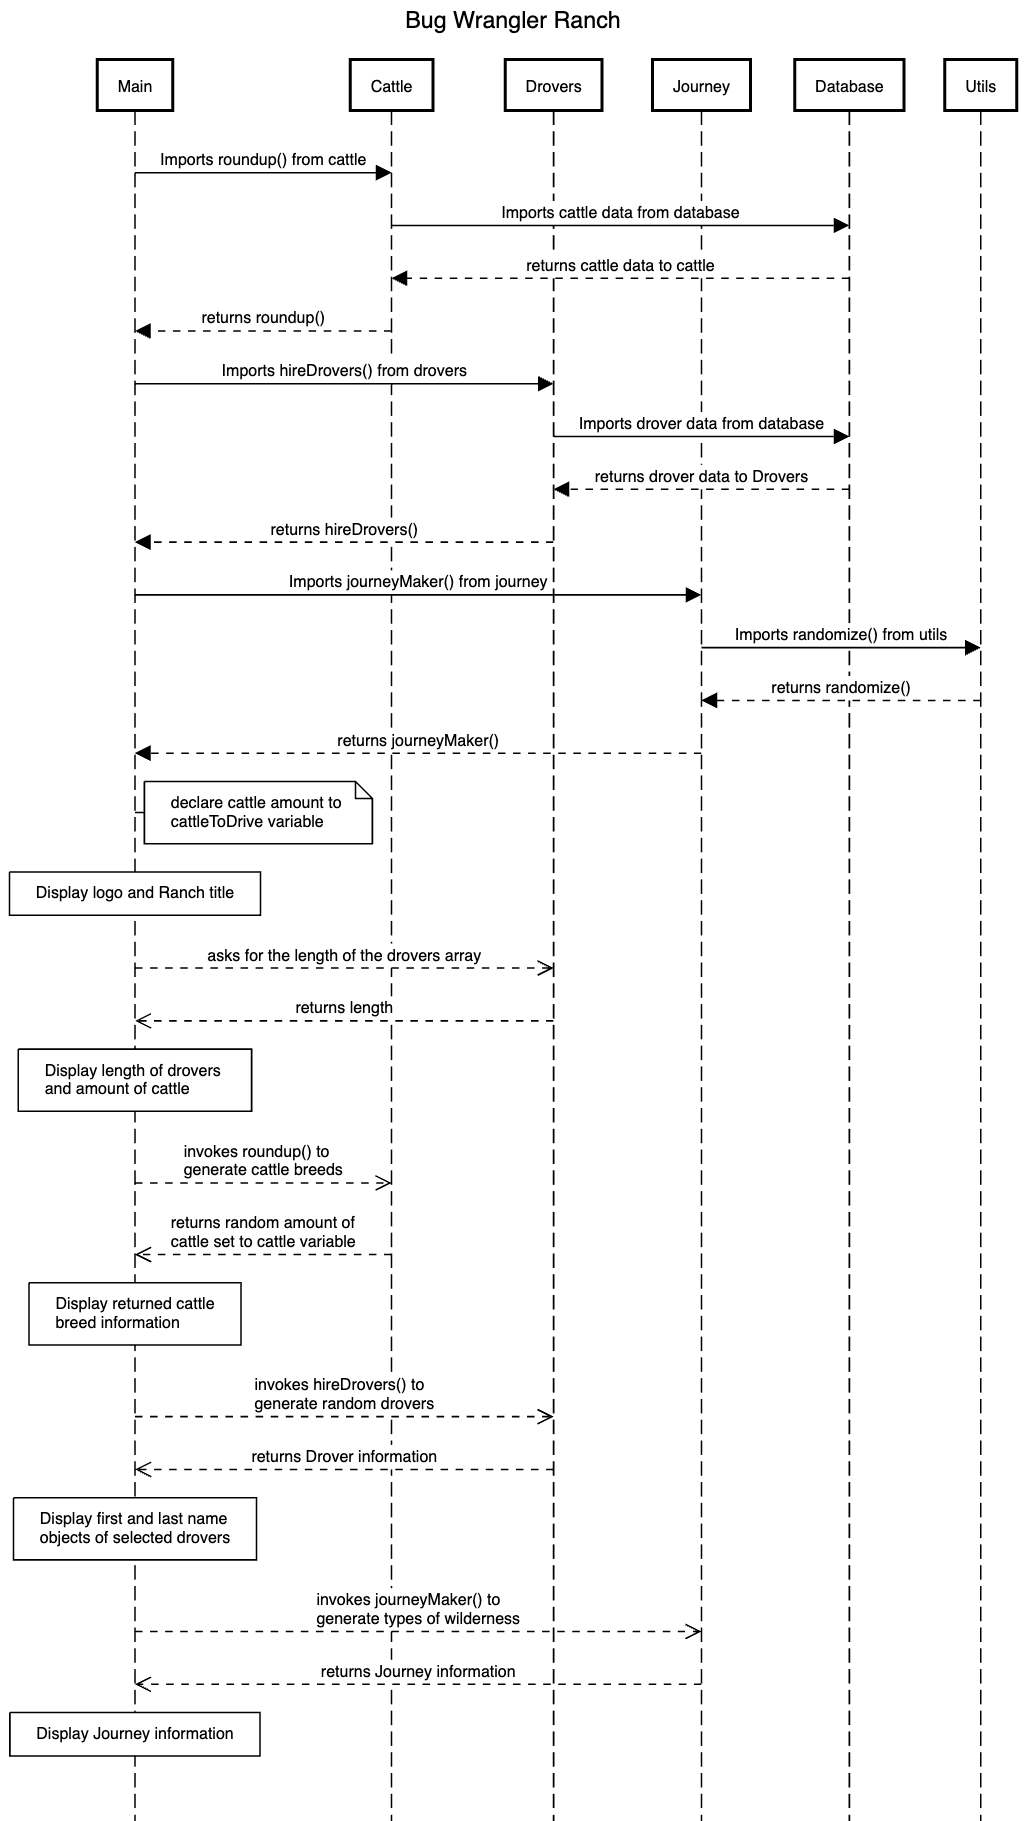 Bug Wrangler Ranch
Main
Cattle
Drovers
Journey
Database
Utils
Imports roundup() from cattle
Imports cattle data from database
returns cattle data to cattle
returns roundup()
Imports hireDrovers() from drovers
Imports drover data from database
returns drover data to Drovers
returns hireDrovers()
Imports journeyMaker() from journey
Imports randomize() from utils
returns randomize()
returns journeyMaker()
declare cattle amount to
cattleToDrive variable
Display logo and Ranch title
asks for the length of the drovers array
returns length
Display length of drovers
and amount of cattle
invokes roundup() to
generate cattle breeds
returns random amount of
cattle set to cattle variable
Display returned cattle
breed information
invokes hireDrovers() to
generate random drovers
returns Drover information
Display first and last name
objects of selected drovers
invokes journeyMaker() to
generate types of wilderness
returns Journey information
Display Journey information